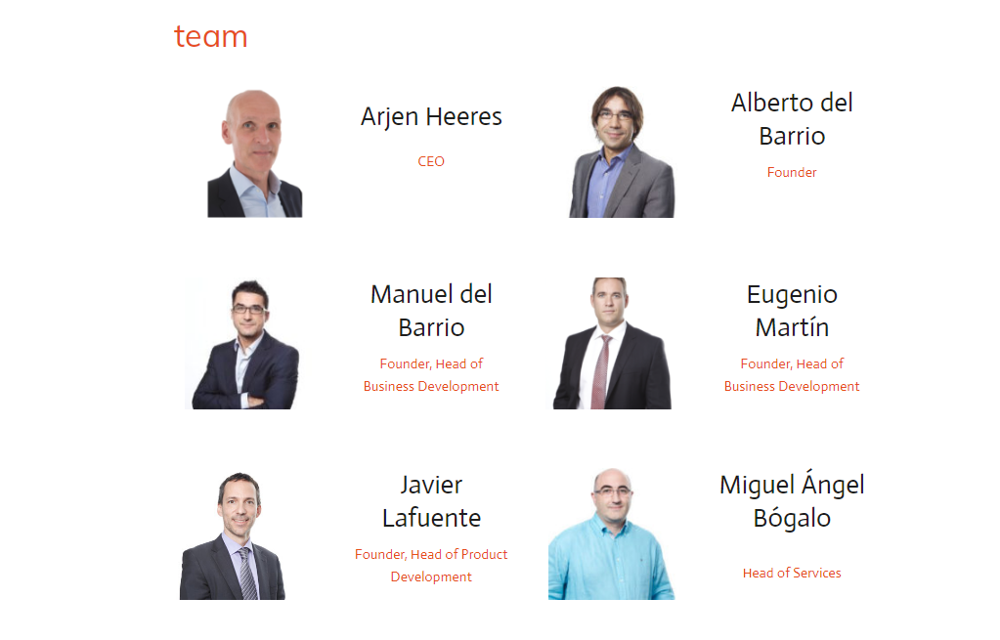 team
Arjen Heeres
CEO
Alberto del
Barrio
Founder
Manuel del
Barrio
Founder, Head of
Business Development
Eugenio
Martín
Founder, Head of
Business Development
Javier
Lafuente
Founder, Head of Product
Development
Miguel Ángel
Bógalo
Head of Services